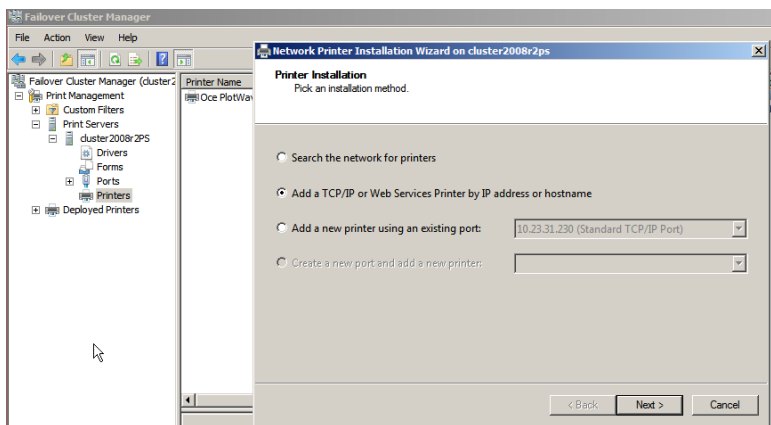 Failover Cluster Manager
File Action View Help
Failover Cluster Manager (cluster2
Print Management
Custom Filters
Print Servers
cluster2008r2PS
Drivers
Forms
Ports
Printers
Deployed Printers
Printer Name
Oce PlotWav
Network Printer Installation Wizard on cluster2008r2ps
Printer Installation
Pick an installation method.
Search the network for printers
Add a TCP/IP or Web Services Printer by IP address or hostname
Add a new printer using an existing port: 10.23.31.230 (Standard TCP/IP Port)
Create a new port and add a new printer:
< Back Next > Cancel